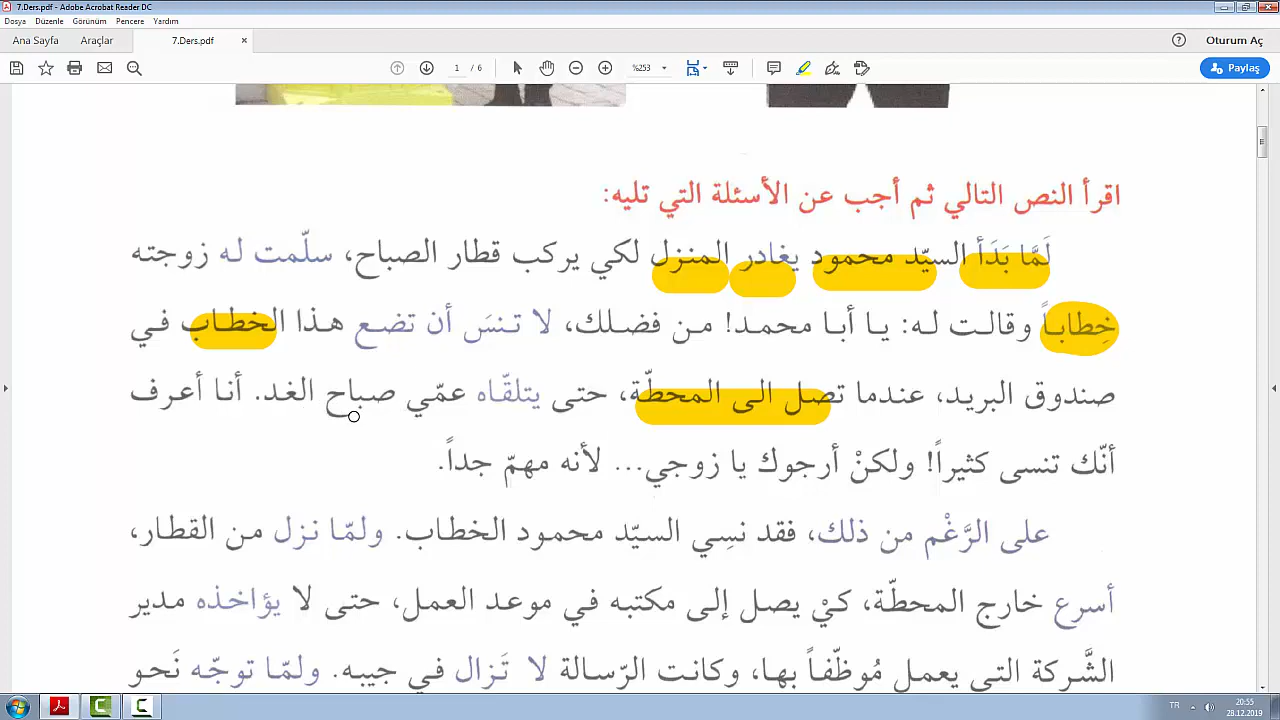 7.Ders.pdf - Adobe Acrobat Reader DC
Dosya Düzenle Görünüm Pencere Yardım
Ana Sayfa Araçlar 7.Ders.pdf × Oturum Aç
1 / 6 %253 Paylaş
اقرأ النص التالي ثم أجب عن الأسئلة التي تليه:
لَمَّا بَدَأ السيّد محمود يغادر المنزل لكي يركب قطار الصباح، سلّمت له زوجته
خِطاباً وقالت له: يا أبا محمد! من فضلك، لا تنسَ أن تضع هذا الخطاب في
صندوق البريد، عندما تصل الى المحطّة، حتى يتلقّاه عمّي صباح الغد. أنا أعرف
أنّك تنسى كثيراً! ولكنْ أرجوك يا زوجي... لأنه مهمّ جداً.
على الرَّغْم من ذلك، فقد نسِي السيّد محمود الخطاب. ولمّا نزل من القطار،
أسرع خارج المحطّة، كيْ يصل إلى مكتبه في موعد العمل، حتى لا يؤاخذه مدير
الشَّركة التي يعمل مُوظّفاً بها، وكانت الرّسالة لا تَزال في جيبه. ولمّا توجّه نَحو
TR 20:55
28.12.2019